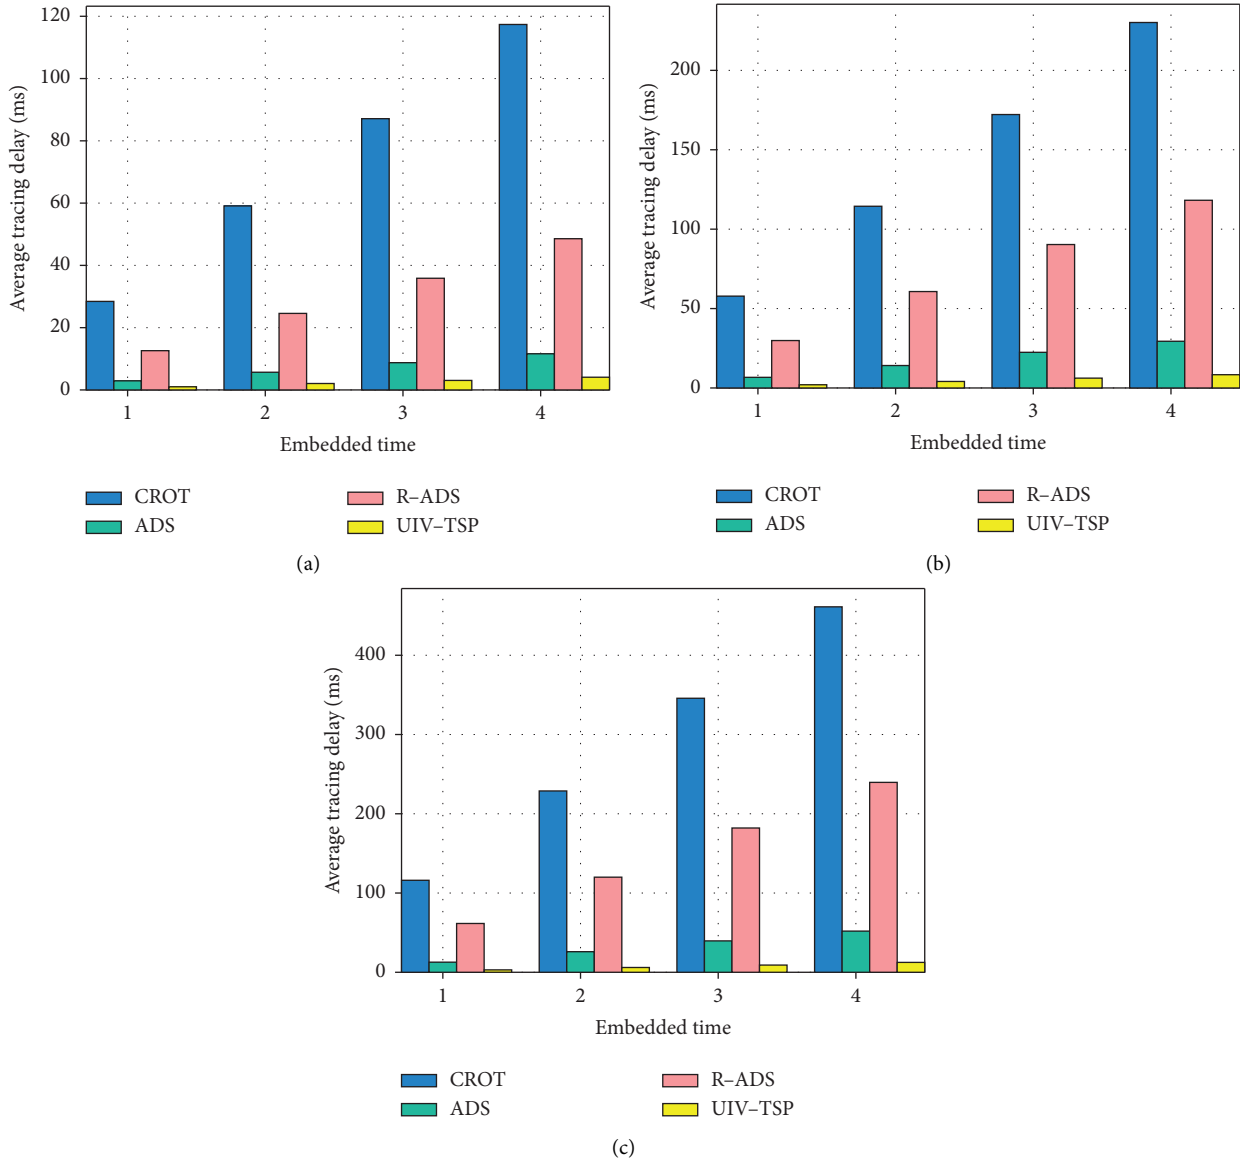 Average tracing delay (ms)
120
100
80
60
40
20
0
1 2 3 4
Embedded time
CROT R–ADS
ADS UIV–TSP
(a)
Average tracing delay (ms)
200
150
100
50
0
1 2 3 4
Embedded time
CROT R–ADS
ADS UIV–TSP
(b)
Average tracing delay (ms)
400
300
200
100
0
1 2 3 4
Embedded time
CROT R–ADS
ADS UIV–TSP
(c)